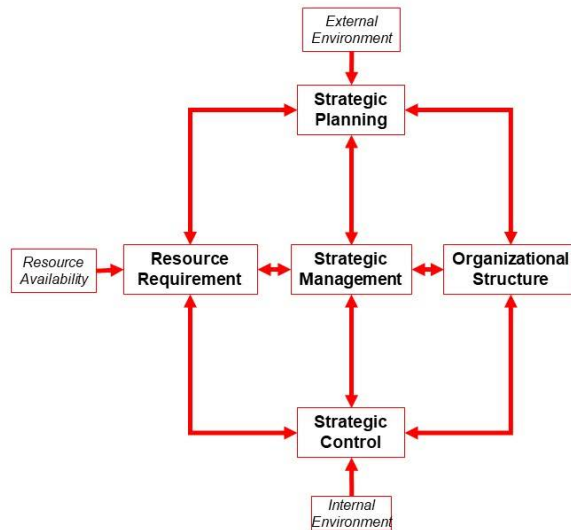 External
Environment
Strategic
Planning
Resource
Availability
Resource
Requirement
Strategic
Management
Organizational
Structure
Strategic
Control
Internal
Environment